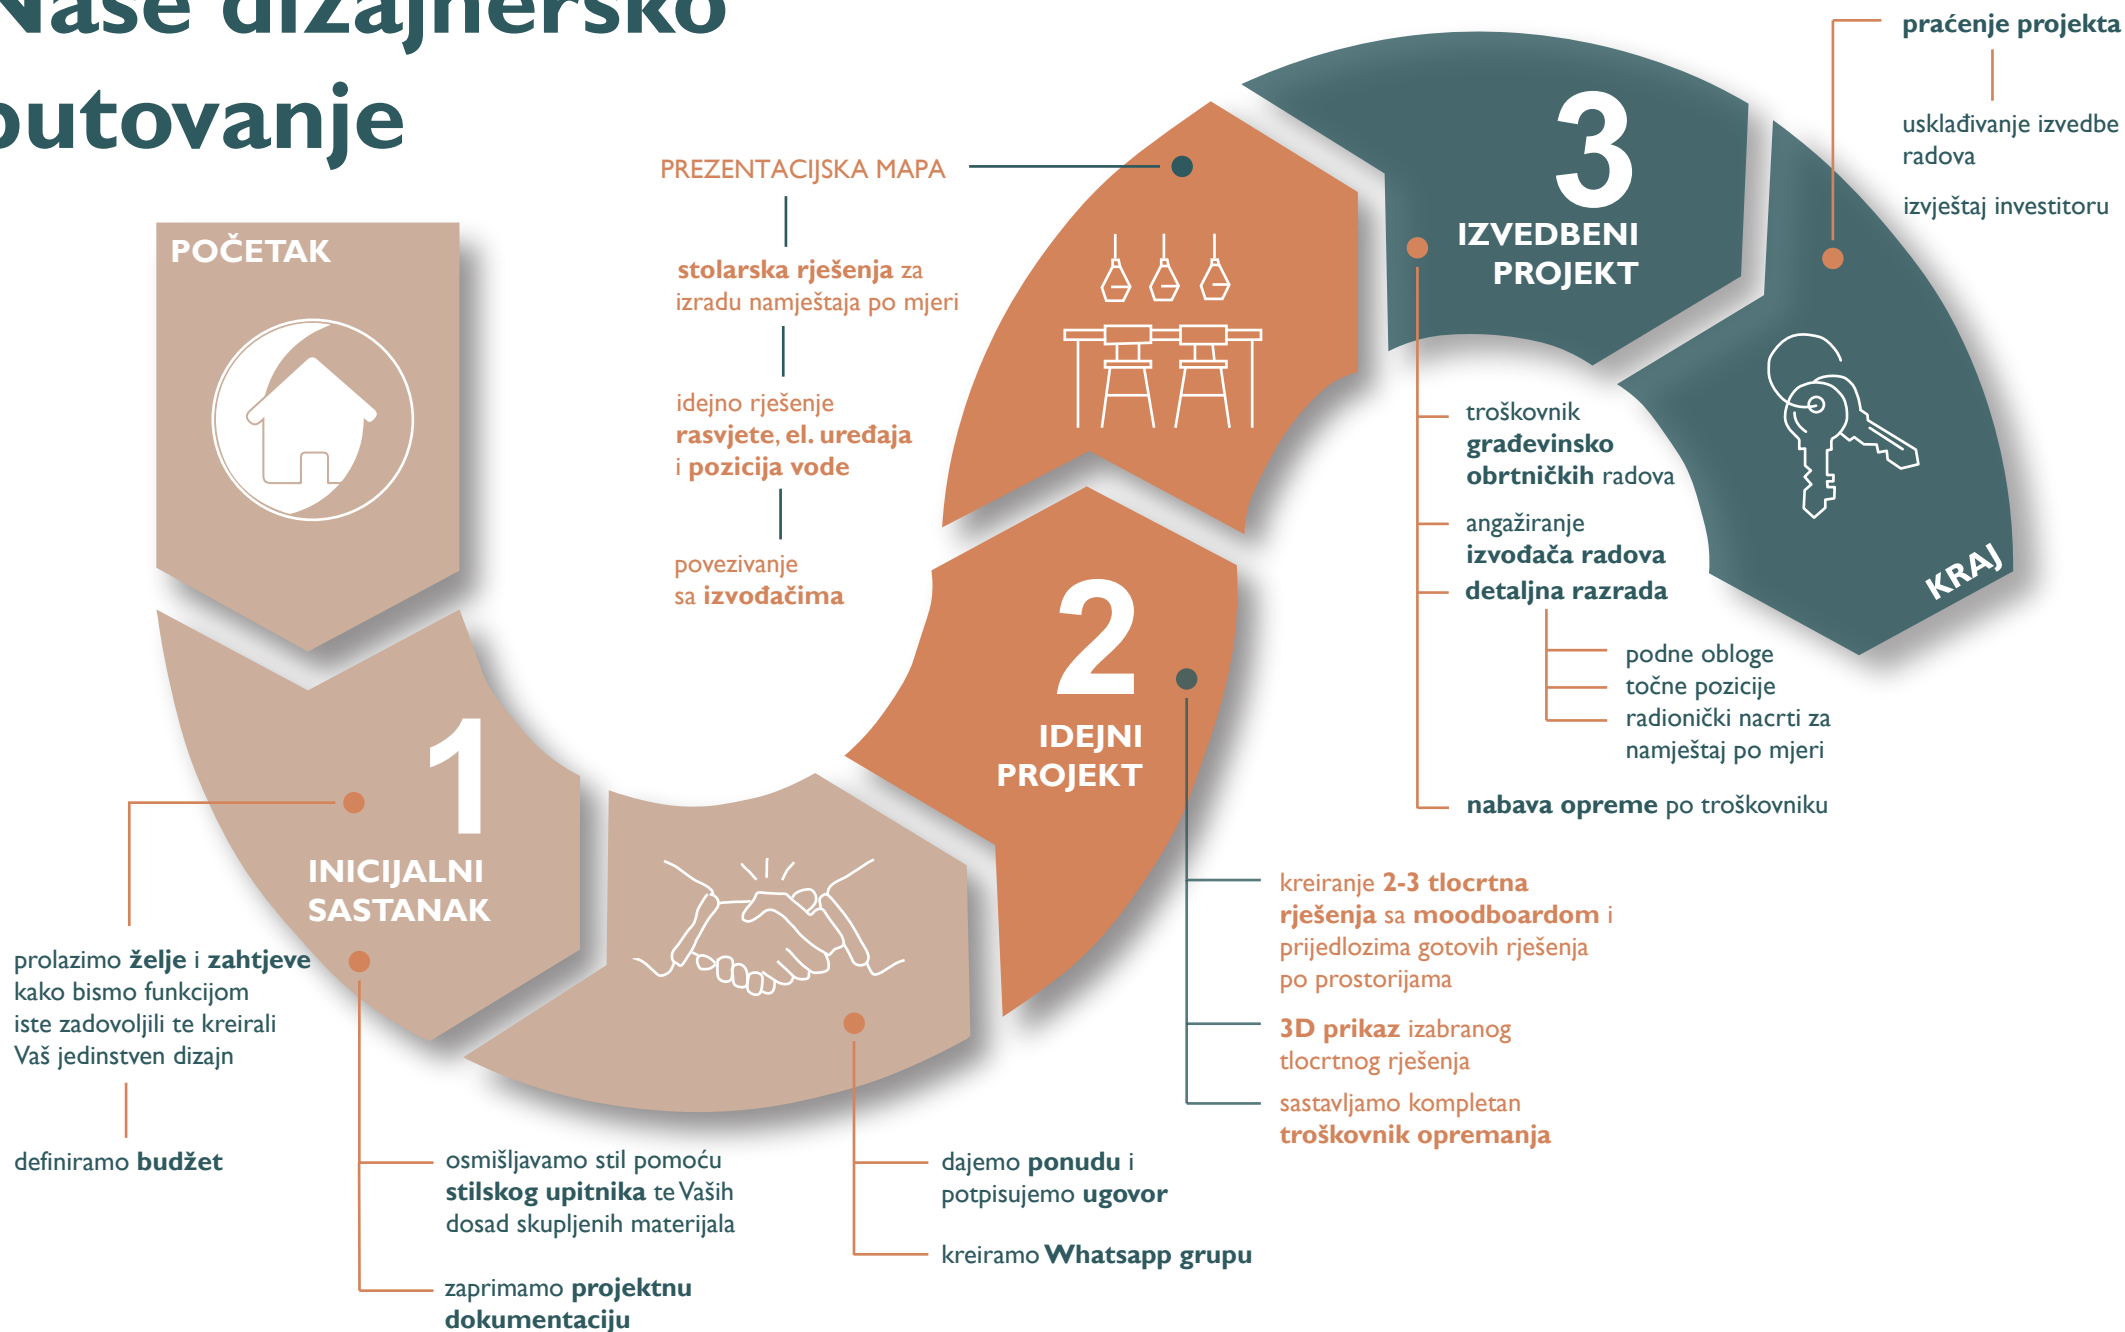 Naše dizajnersko
putovanje
POČETAK
1
INICIJALNI
SASTANAK
prolazimo želje i zahtjeve
kako bismo funkcijom
iste zadovoljili te kreirali
Vaš jedinstven dizajn
definiramo budžet
osmišljavamo stil pomoću
stilskog upitnika te Vaših
dosad skupljenih materijala
zaprimamo projektnu
dokumentaciju
dajemo ponudu i
potpisujemo ugovor
kreiramo Whatsapp grupu
2
IDEJNI
PROJEKT
kreiranje 2-3 tlocrtna
rješenja sa moodboardom i
prijedlozima gotovih rješenja
po prostorijama
3D prikaz izabranog
tlocrtnog rješenja
sastavljamo kompletan
troškovnik opremanja
PREZENTACIJSKA MAPA
stolarska rješenja za
izradu namještaja po mjeri
idejno rješenje
rasvjete, el. uređaja
i pozicija vode
povezivanje
sa izvođačima
3
IZVEDBENI
PROJEKT
troškovnik
građevinsko
obrtničkih radova
angažiranje
izvođača radova
detaljna razrada
podne obloge
točne pozicije
radionički nacrti za
namještaj po mjeri
nabava opreme po troškovniku
praćenje projekta
usklađivanje izvedbe
radova
izvještaj investitoru
KRAJ